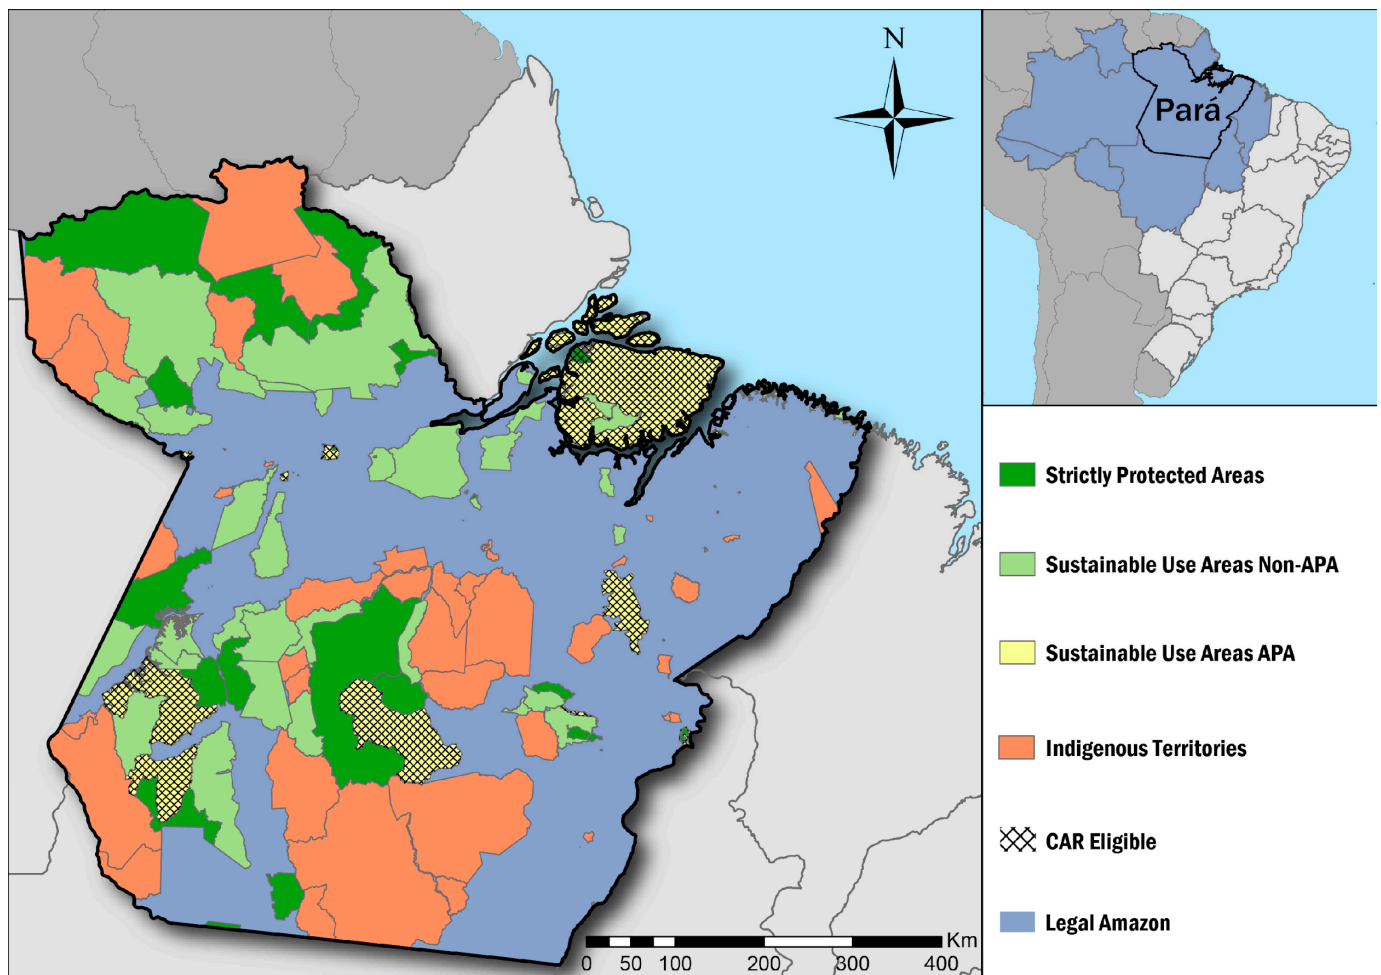 N
Pará
Strictly Protected Areas
Sustainable Use Areas Non-APA
Sustainable Use Areas APA
Indigenous Territories
CAR Eligible
Legal Amazon
Km
0 50 100 200 300 400